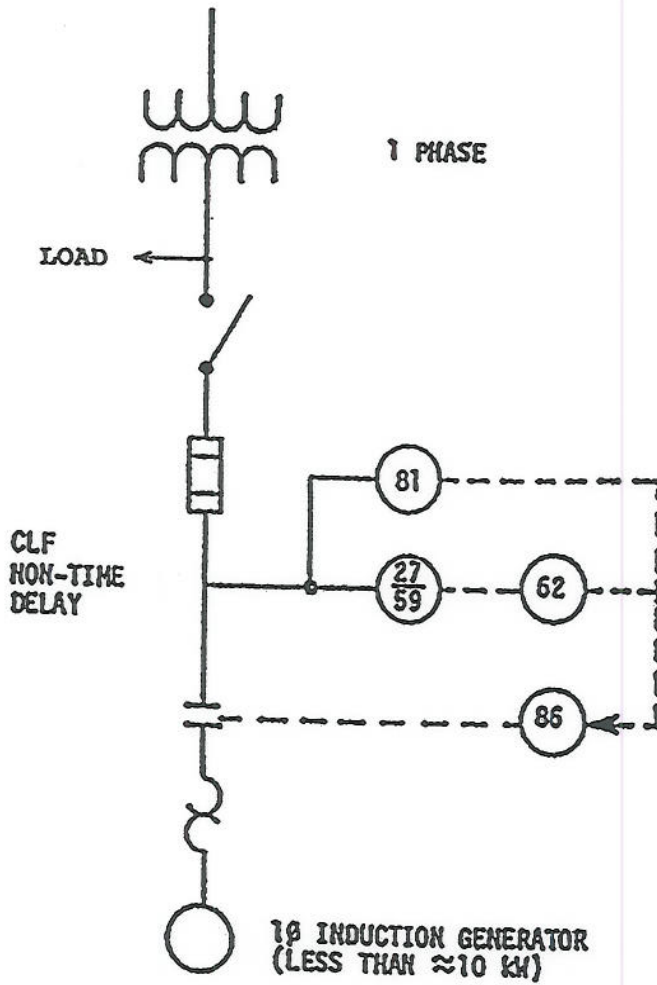 1 PHASE
LOAD
81
CLF
NON-TIME
DELAY
27
59
62
86
1Ø INDUCTION GENERATOR
(LESS THAN ≈10 KW)